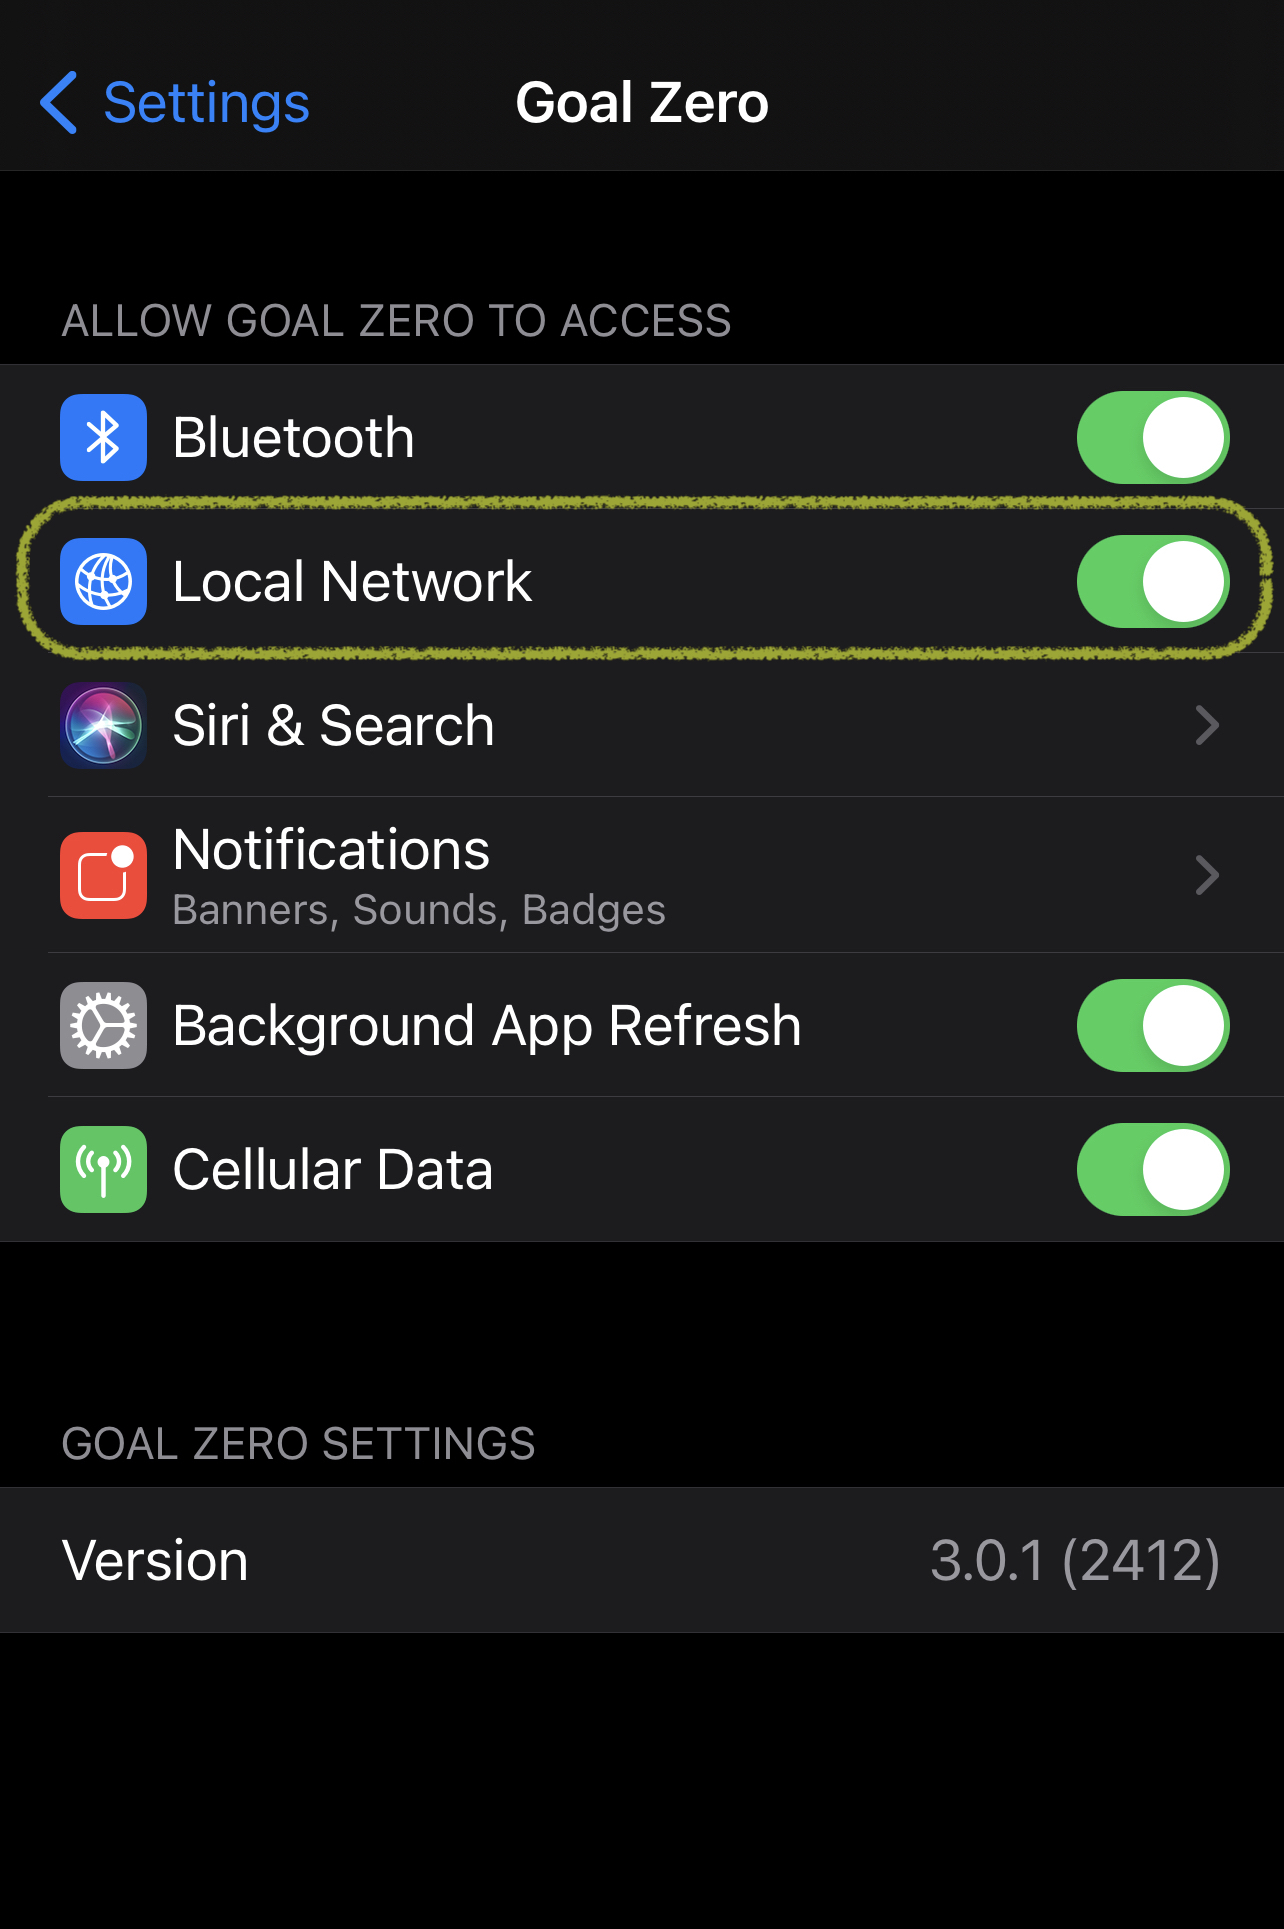 Settings
Goal Zero
ALLOW GOAL ZERO TO ACCESS
Bluetooth
Local Network
Siri & Search
Notifications
Banners, Sounds, Badges
Background App Refresh
Cellular Data
GOAL ZERO SETTINGS
Version 3.0.1 (2412)